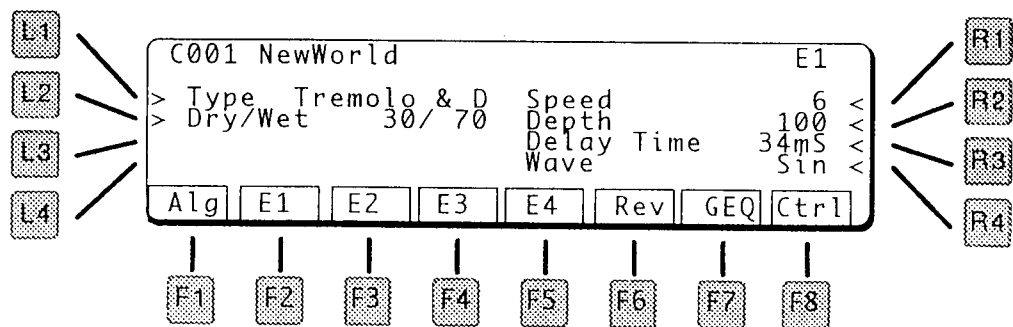 L1
L2
L3
L4
C001 NewWorld E1
> Type Tremolo & D Speed 6 <
> Dry/Wet 30/ 70 Depth 100 <
Delay Time 34mS <
Wave Sin <
Alg E1 E2 E3 E4 Rev GEQ Ctrl
R1
R2
R3
R4
F1 F2 F3 F4 F5 F6 F7 F8